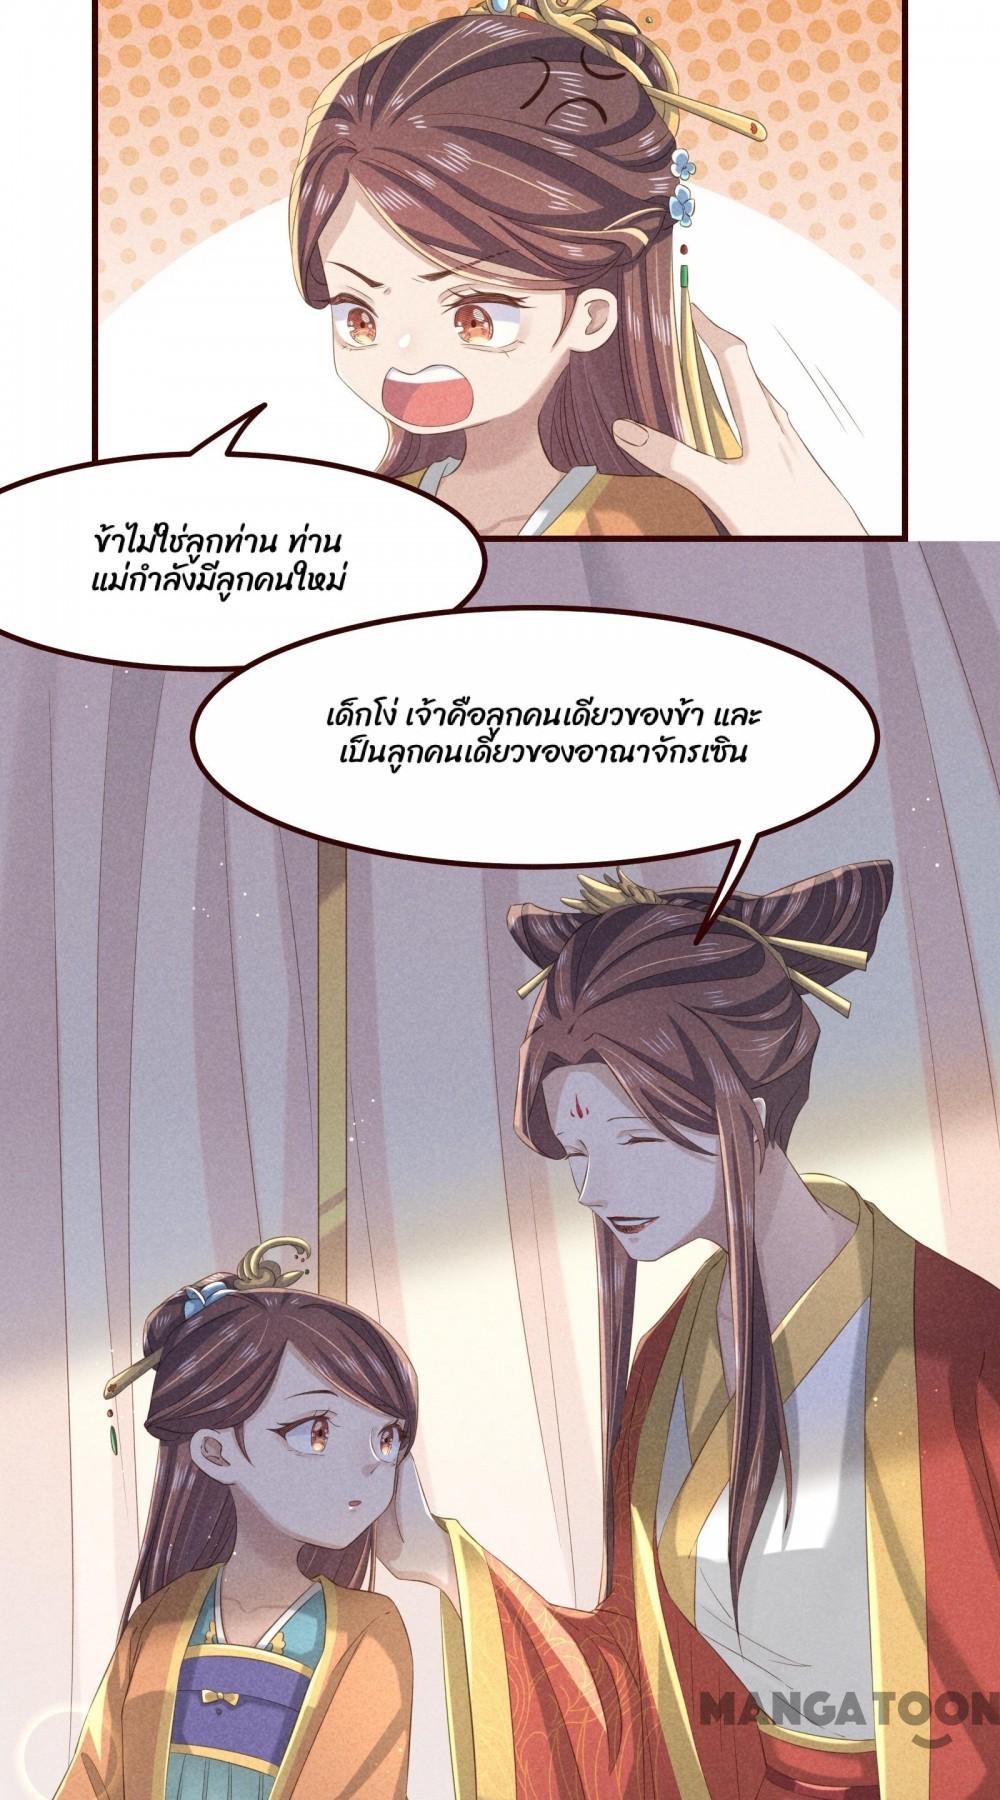 ข้าไม่ใช่ลูกท่าน ท่าน
แม่กำลังมีลูกคนใหม่
เด็กโง่ เจ้าคือลูกคนเดียวของข้า และ
เป็นลูกคนเดียวของอาณาจักรเซิน
MANGATOON